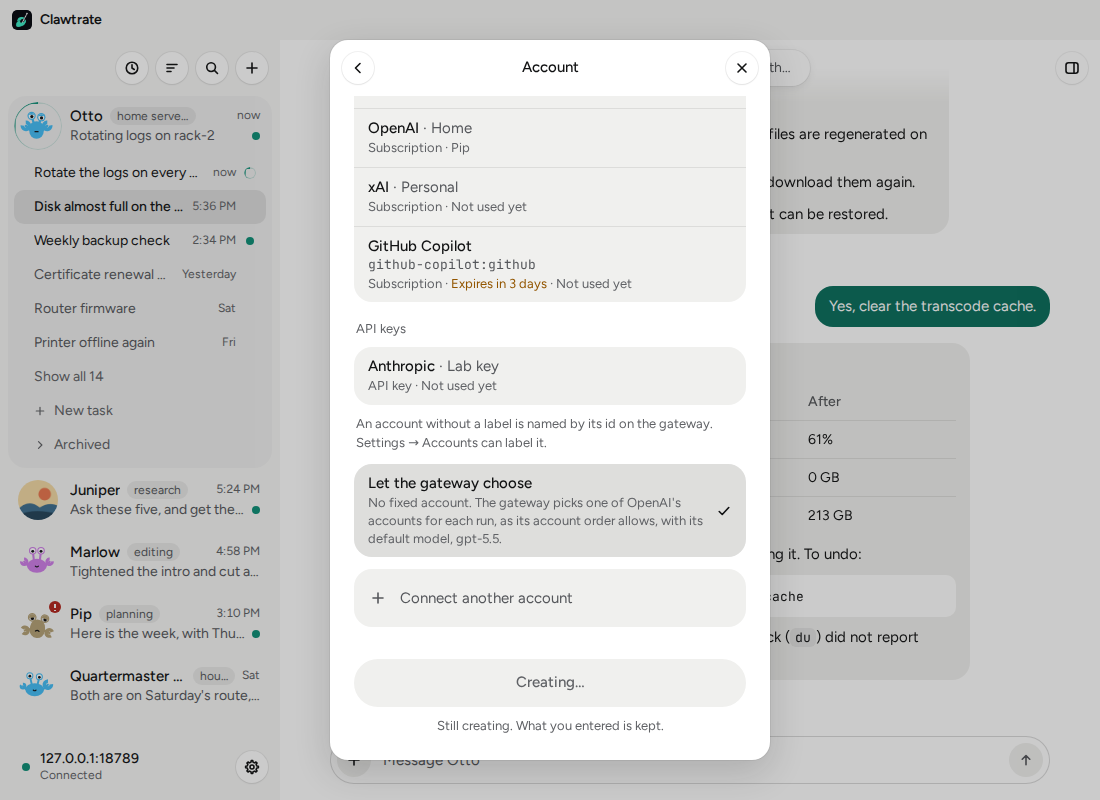 Clawtrate
Otto
home serve...
now
Rotating logs on rack-2
Rotate the logs on every ...
now
Disk almost full on the ...
5:36 PM
Weekly backup check
2:34 PM
Certificate renewal ...
Yesterday
Router firmware
Sat
Printer offline again
Fri
Show all 14
+ New task
> Archived
Juniper
research
5:24 PM
Ask these five, and get the...
Marlow
editing
4:58 PM
Tightened the intro and cut a...
Pip
planning
3:10 PM
Here is the week, with Thu...
Quartermaster ...
hou...
Sat
Both are on Saturday's route,...
127.0.0.1:18789
Connected
Account
OpenAI · Home
Subscription · Pip
xAI · Personal
Subscription · Not used yet
GitHub Copilot
github-copilot:github
Subscription · Expires in 3 days · Not used yet
API keys
Anthropic · Lab key
API key · Not used yet
An account without a label is named by its id on the gateway.
Settings → Accounts can label it.
Let the gateway choose
No fixed account. The gateway picks one of OpenAI's
accounts for each run, as its account order allows, with its
default model, gpt-5.5.
+ Connect another account
Creating...
Still creating. What you entered is kept.
th...
files are regenerated on
download them again.
t can be restored.
Yes, clear the transcode cache.
After
61%
0 GB
213 GB
ng it. To undo:
cache
ck ( du ) did not report
Message Otto